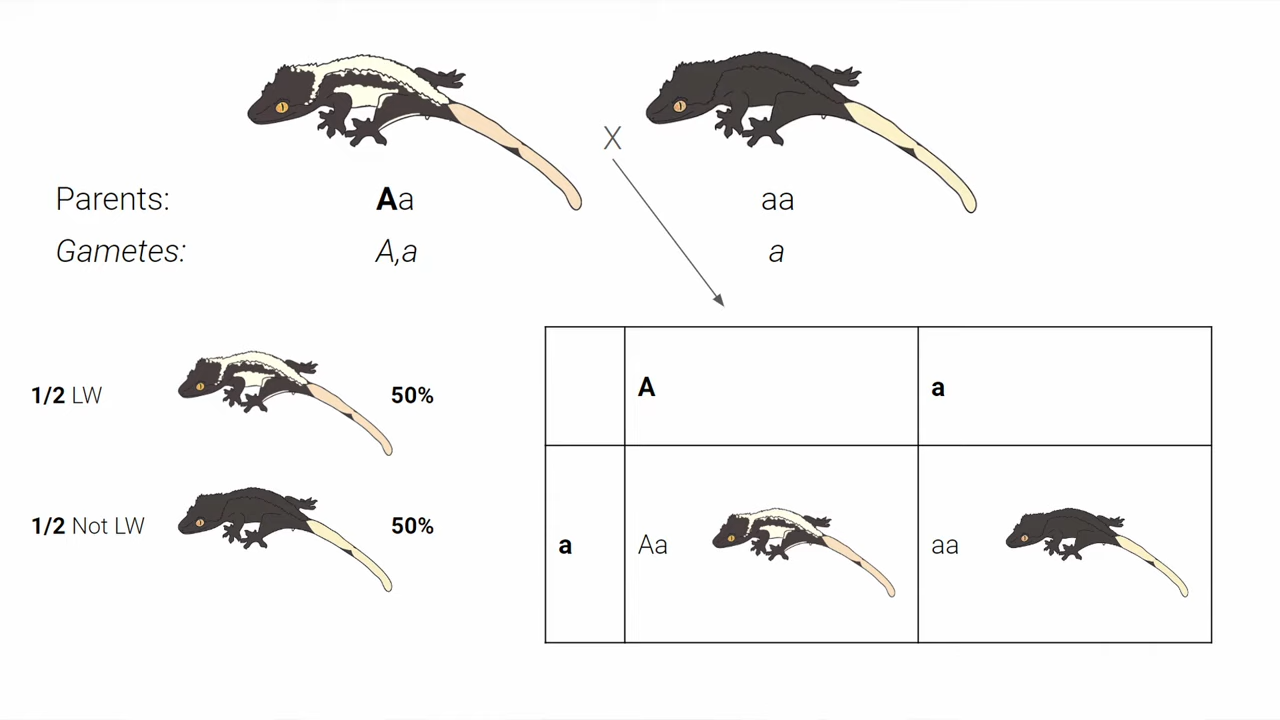 X
Parents: Aa aa
Gametes: A,a a
1/2 LW 50%
1/2 Not LW 50%
A a
a Aa aa